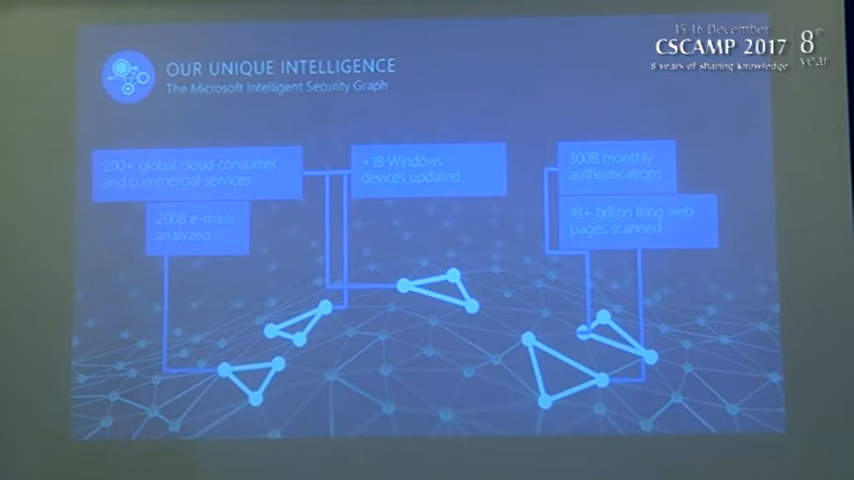 OUR UNIQUE INTELLIGENCE
The Microsoft Intelligent Security Graph
15-16 December
CSCAMP 2017
8 years of sharing knowledge
8th
year
200+ global cloud consumer
and commercial services
+1B Windows
devices updated
300B monthly
authentications
200B e-mails
analyzed
18+ billion Bing web
pages scanned